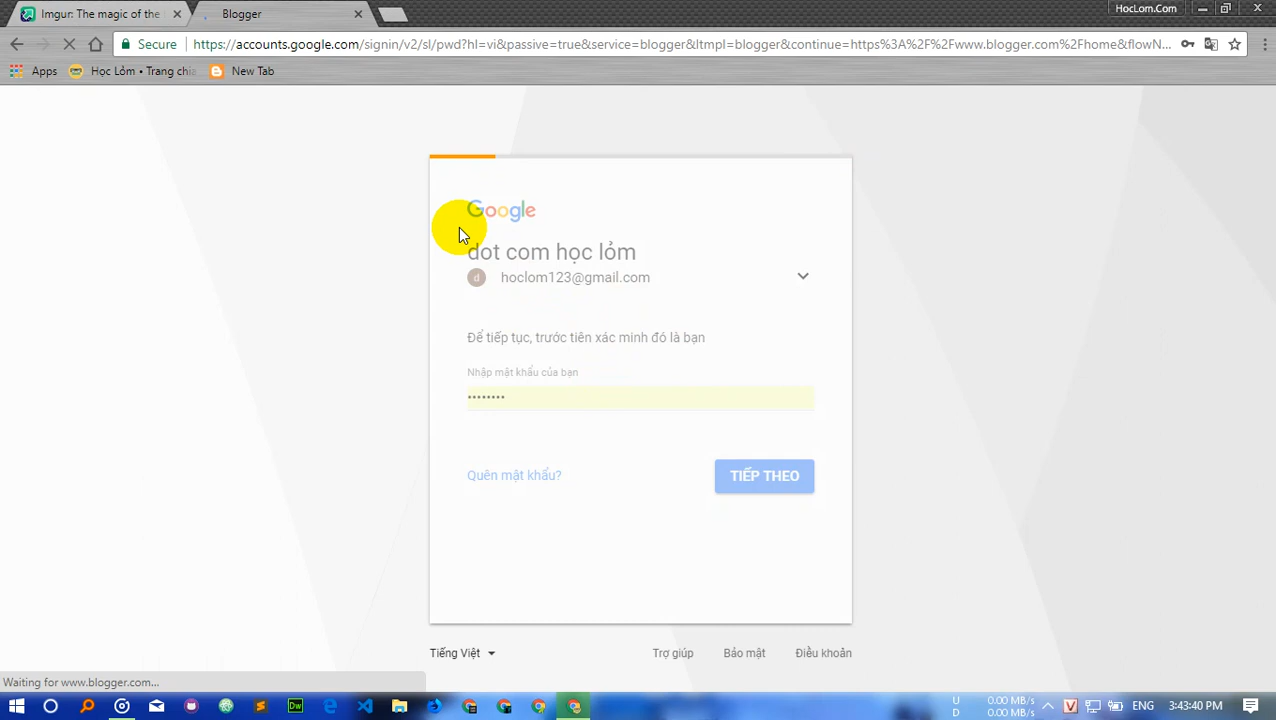 HocLom.Com
Imgur: The magic of the
Blogger
Secure
https://accounts.google.com/signin/v2/sl/pwd?hl=vi&passive=true&service=blogger&ltmpl=blogger&continue=https%3A%2F%2Fwww.blogger.com%2Fhome&flowN...
Apps
Học Lỏm • Trang chia
New Tab
Google
dot com học lỏm
d
hoclom123@gmail.com
Để tiếp tục, trước tiên xác minh đó là bạn
Nhập mật khẩu của bạn
••••••••
Quên mật khẩu?
TIẾP THEO
Tiếng Việt
Trợ giúp
Bảo mật
Điều khoản
Waiting for www.blogger.com...
Dw
U 0.00 MB/s
D 0.00 MB/s
V
ENG
3:43:40 PM